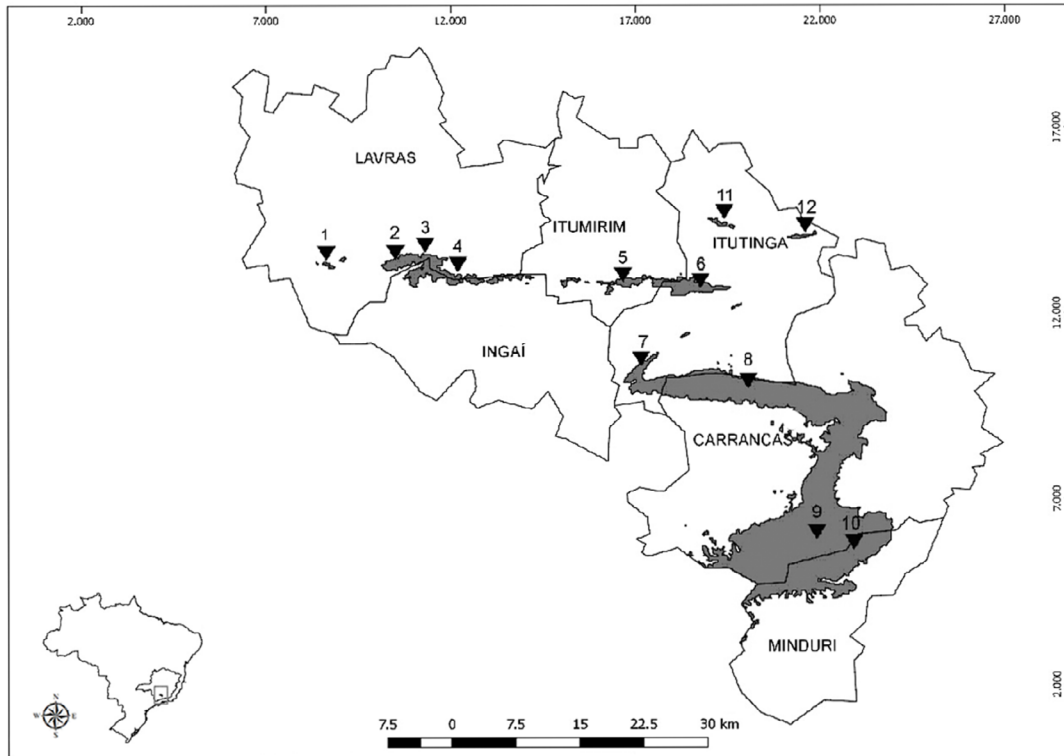 2.000 7.000 12.000 17.000 22.000 27.000
17.000
LAVRAS
11
12
ITUMIRIM
ITUTINGA
1 2 3 4
5 6
12.000
INGAÍ
7 8
CARRANCAS
7.000
9 10
MINDURI
2.000
N
W E
S
7.5 0 7.5 15 22.5 30 km